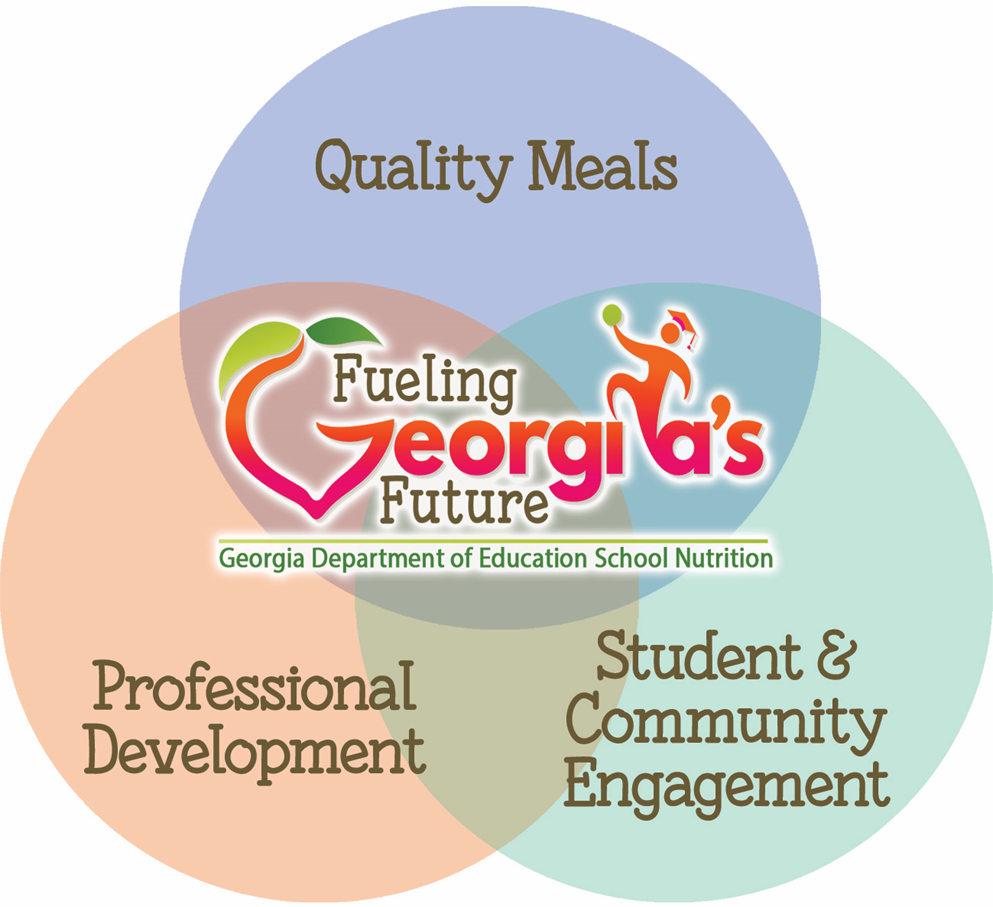 Quality Meals
Fueling
Georgia's
Future
Georgia Department of Education School Nutrition
Professional
Development
Student &
Community
Engagement